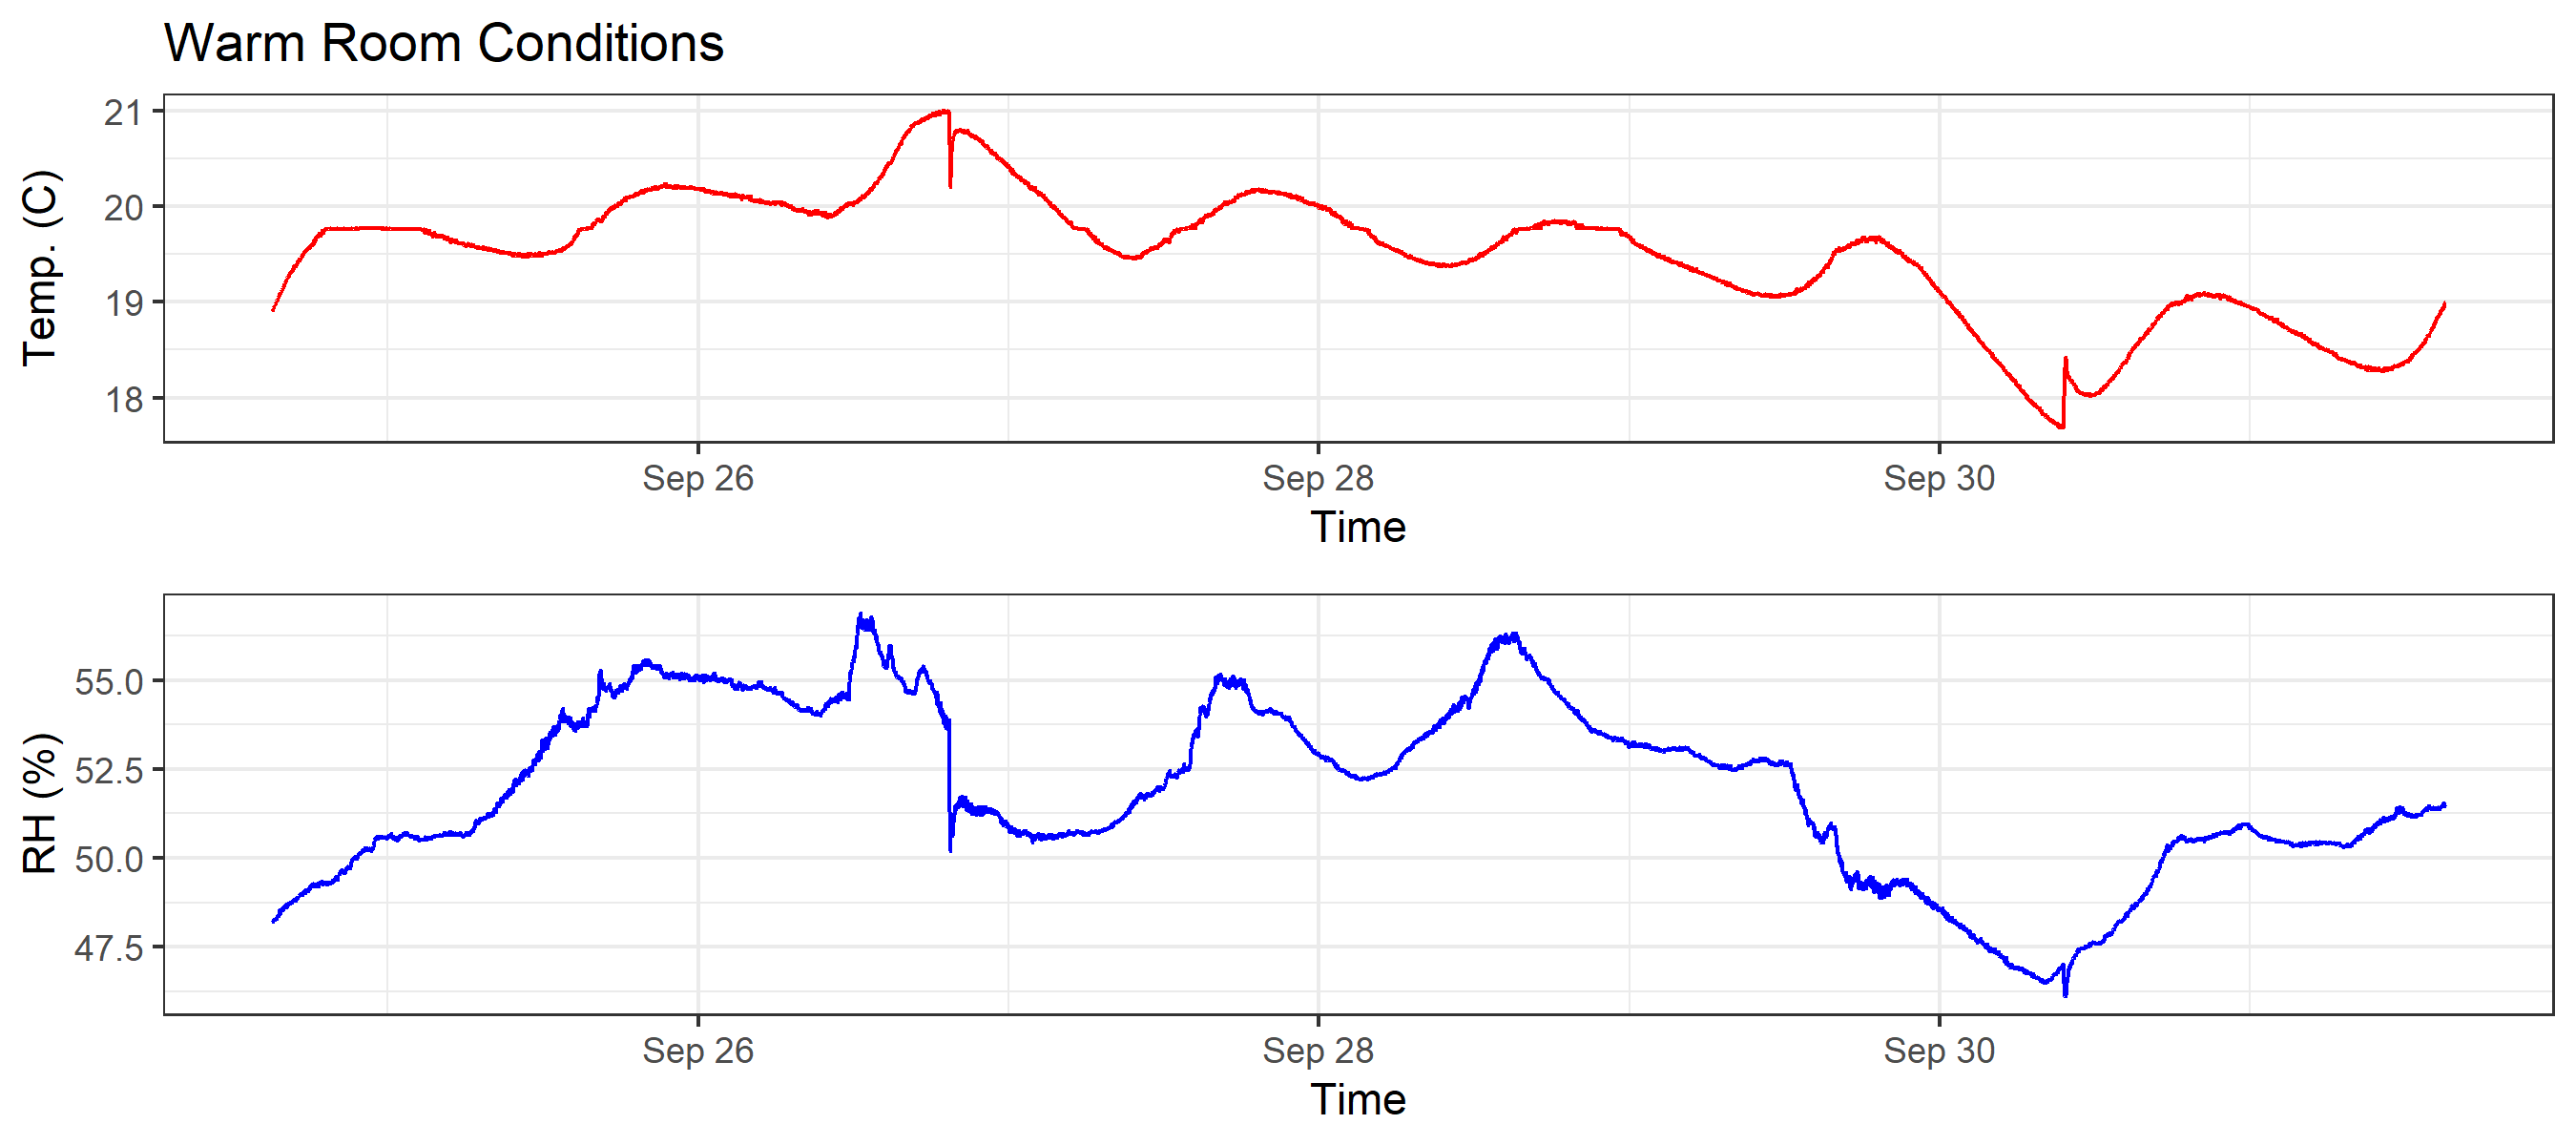 Warm Room Conditions
21
20
19
18
Temp. (C)
Sep 26 Sep 28 Sep 30
Time
55.0
52.5
50.0
47.5
RH (%)
Sep 26 Sep 28 Sep 30
Time